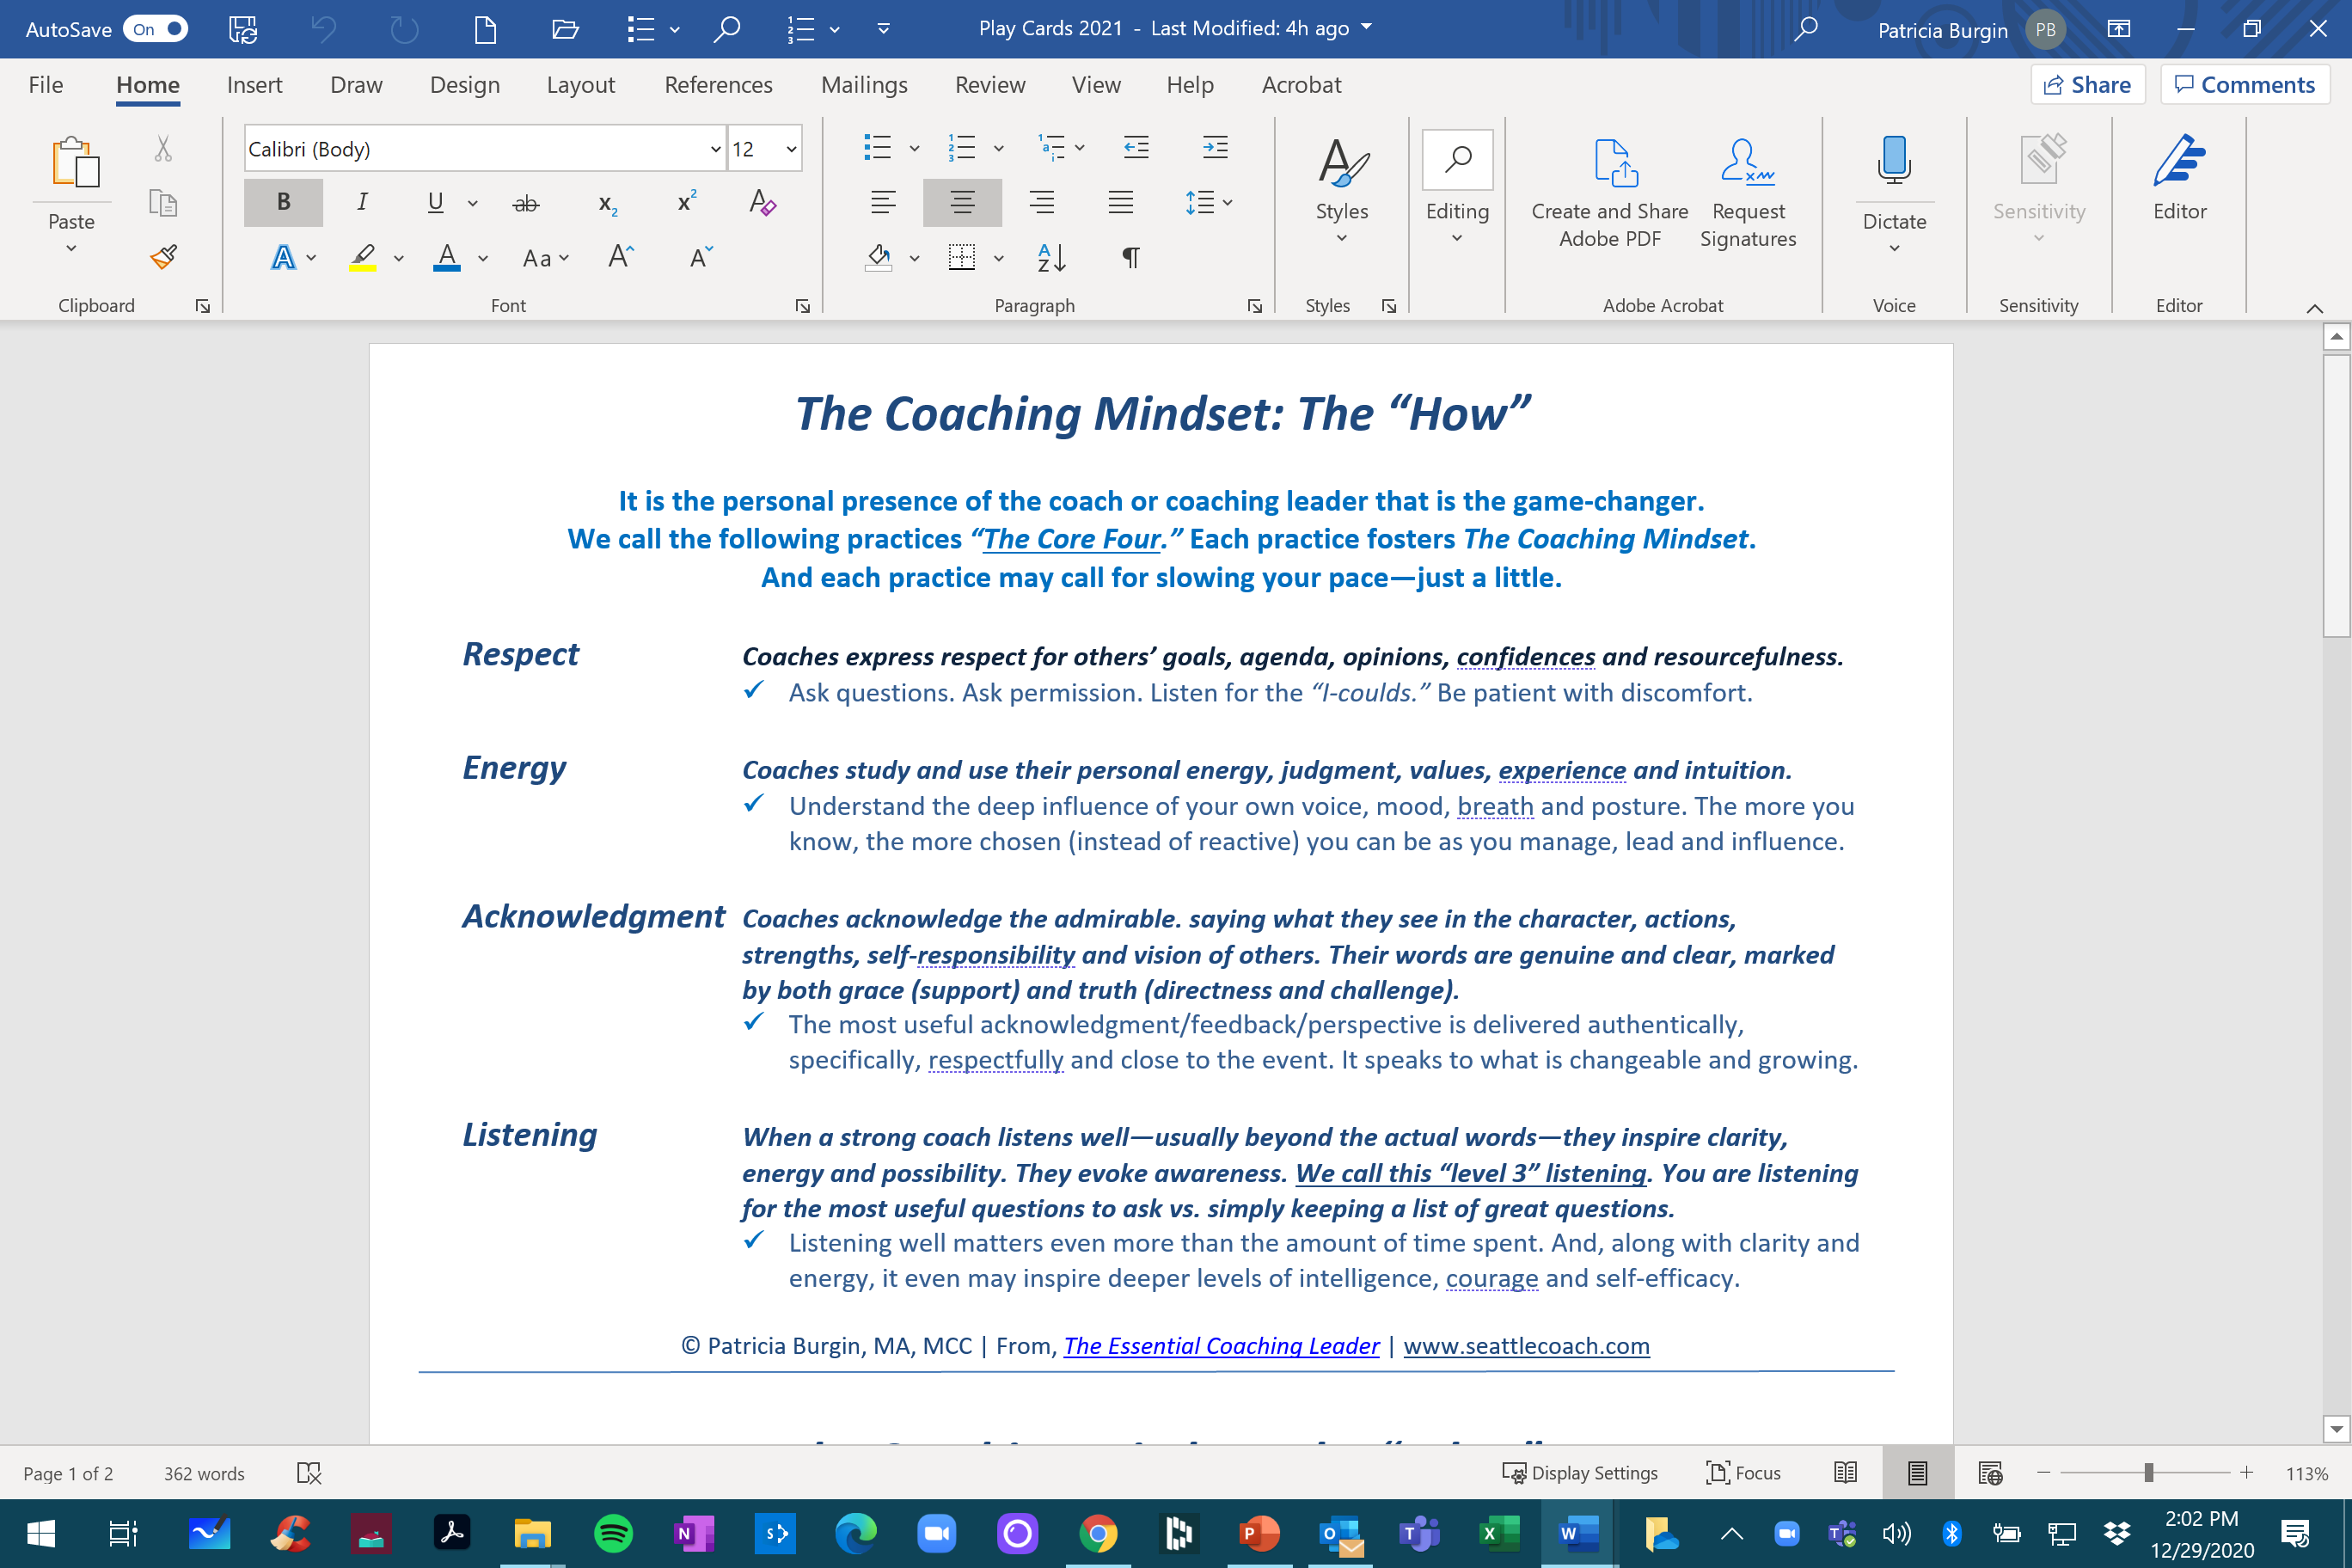 AutoSave On Play Cards 2021 - Last Modified: 4h ago Patricia Burgin PB
File Home Insert Draw Design Layout References Mailings Review View Help Acrobat Share Comments
Calibri (Body) 12
Paste
Styles
Editing
Create and Share
Adobe PDF
Request
Signatures
Dictate
Sensitivity
Editor
Clipboard Font Paragraph Styles Adobe Acrobat Voice Sensitivity Editor
The Coaching Mindset: The “How”
It is the personal presence of the coach or coaching leader that is the game-changer.
We call the following practices “The Core Four.” Each practice fosters The Coaching Mindset.
And each practice may call for slowing your pace—just a little.
Respect Coaches express respect for others’ goals, agenda, opinions, confidences and resourcefulness.
✓ Ask questions. Ask permission. Listen for the “I-coulds.” Be patient with discomfort.
Energy Coaches study and use their personal energy, judgment, values, experience and intuition.
✓ Understand the deep influence of your own voice, mood, breath and posture. The more you
know, the more chosen (instead of reactive) you can be as you manage, lead and influence.
Acknowledgment Coaches acknowledge the admirable. saying what they see in the character, actions,
strengths, self-responsibility and vision of others. Their words are genuine and clear, marked
by both grace (support) and truth (directness and challenge).
✓ The most useful acknowledgment/feedback/perspective is delivered authentically,
specifically, respectfully and close to the event. It speaks to what is changeable and growing.
Listening When a strong coach listens well—usually beyond the actual words—they inspire clarity,
energy and possibility. They evoke awareness. We call this “level 3” listening. You are listening
for the most useful questions to ask vs. simply keeping a list of great questions.
✓ Listening well matters even more than the amount of time spent. And, along with clarity and
energy, it even may inspire deeper levels of intelligence, courage and self-efficacy.
© Patricia Burgin, MA, MCC | From, The Essential Coaching Leader | www.seattlecoach.com
Page 1 of 2 362 words Display Settings Focus 113%
2:02 PM
12/29/2020